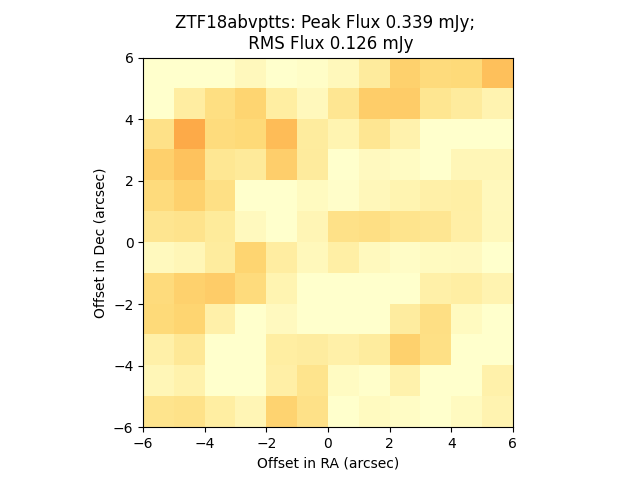 ZTF18abvptts: Peak Flux 0.339 mJy;
RMS Flux 0.126 mJy
6
4
2
0
−2
−4
−6
Offset in Dec (arcsec)
−6 −4 −2 0 2 4 6
Offset in RA (arcsec)